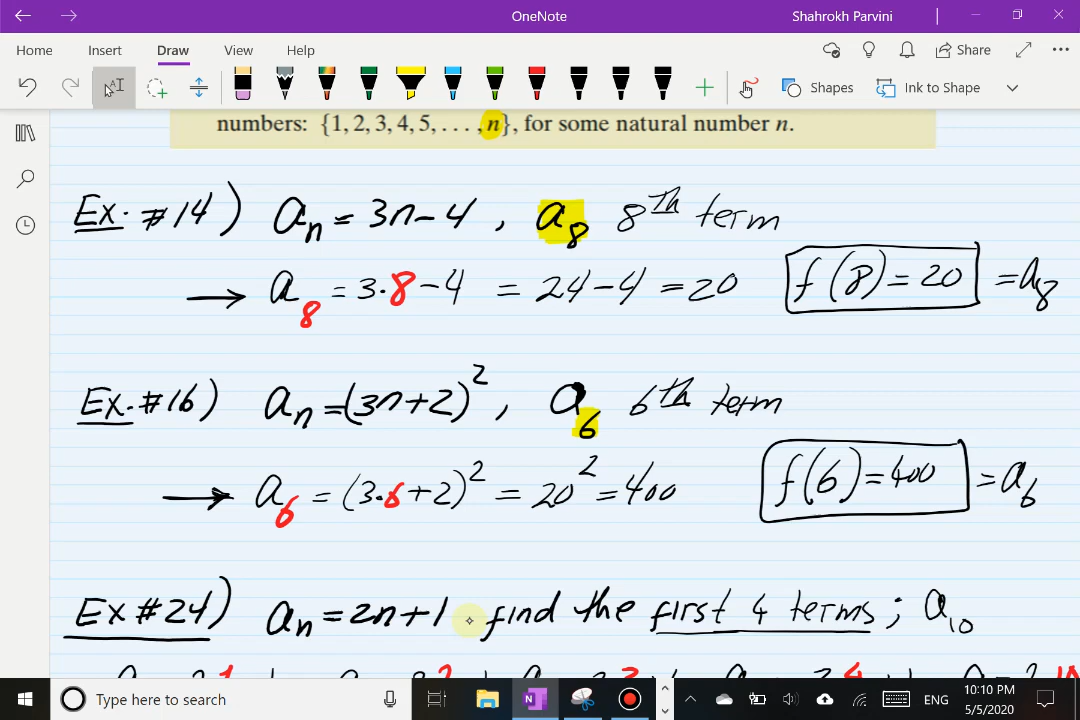 OneNote
Shahrokh Parvini
Home Insert Draw View Help Share
Shapes Ink to Shape
numbers: {1, 2, 3, 4, 5, . . . , n}, for some natural number n.
Ex. #14) aₙ = 3n - 4 , a₈ 8th term
→ a₈ = 3·8 - 4 = 24 - 4 = 20 f(8) = 20 = a₈
Ex. #16) aₙ = (3n+2)² , a₆ 6th term
→ a₆ = (3·6+2)² = 20² = 400 f(6) = 400 = a₆
Ex #24) aₙ = 2n+1 find the first 4 terms ; a₁₀
Type here to search
ENG
10:10 PM
5/5/2020